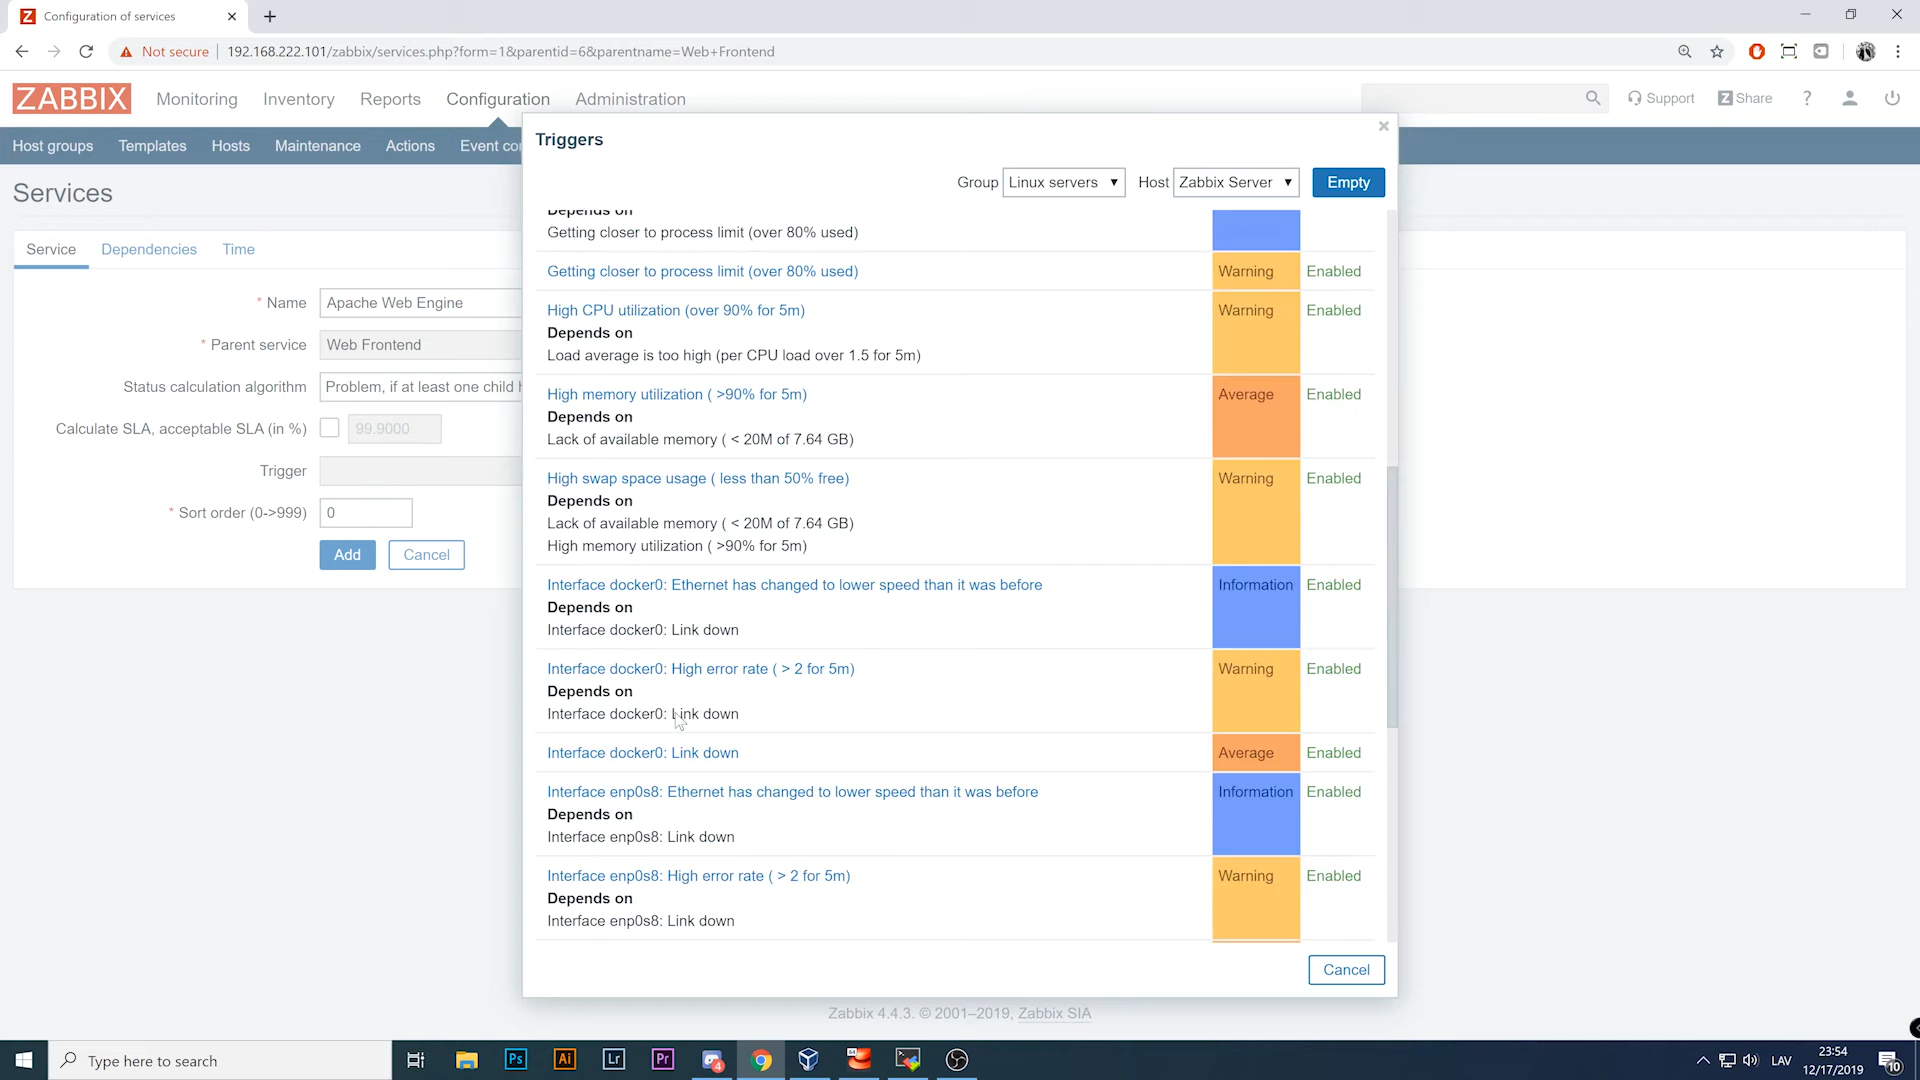 Configuration of services
Not secure
192.168.222.101/zabbix/services.php?form=1&parentid=6&parentname=Web+Frontend
ZABBIX
Monitoring
Inventory
Reports
Configuration
Administration
Support
Share
?
Host groups
Templates
Hosts
Maintenance
Actions
Event co
Services
Service
Dependencies
Time
* Name
Apache Web Engine
* Parent service
Web Frontend
Status calculation algorithm
Problem, if at least one child h
Calculate SLA, acceptable SLA (in %)
99.9000
Trigger
* Sort order (0->999)
0
Add
Cancel
Triggers
Group
Linux servers
Host
Zabbix Server
Empty
Depends on
Getting closer to process limit (over 80% used)
Getting closer to process limit (over 80% used)
Warning
Enabled
High CPU utilization (over 90% for 5m)
Warning
Enabled
Depends on
Load average is too high (per CPU load over 1.5 for 5m)
High memory utilization ( >90% for 5m)
Average
Enabled
Depends on
Lack of available memory ( < 20M of 7.64 GB)
High swap space usage ( less than 50% free)
Warning
Enabled
Depends on
Lack of available memory ( < 20M of 7.64 GB)
High memory utilization ( >90% for 5m)
Interface docker0: Ethernet has changed to lower speed than it was before
Information
Enabled
Depends on
Interface docker0: Link down
Interface docker0: High error rate ( > 2 for 5m)
Warning
Enabled
Depends on
Interface docker0: Link down
Interface docker0: Link down
Average
Enabled
Interface enp0s8: Ethernet has changed to lower speed than it was before
Information
Enabled
Depends on
Interface enp0s8: Link down
Interface enp0s8: High error rate ( > 2 for 5m)
Warning
Enabled
Depends on
Interface enp0s8: Link down
Cancel
Zabbix 4.4.3. © 2001–2019, Zabbix SIA
Type here to search
Ps
Ai
Lr
Pr
4
LAV
23:54
12/17/2019
10